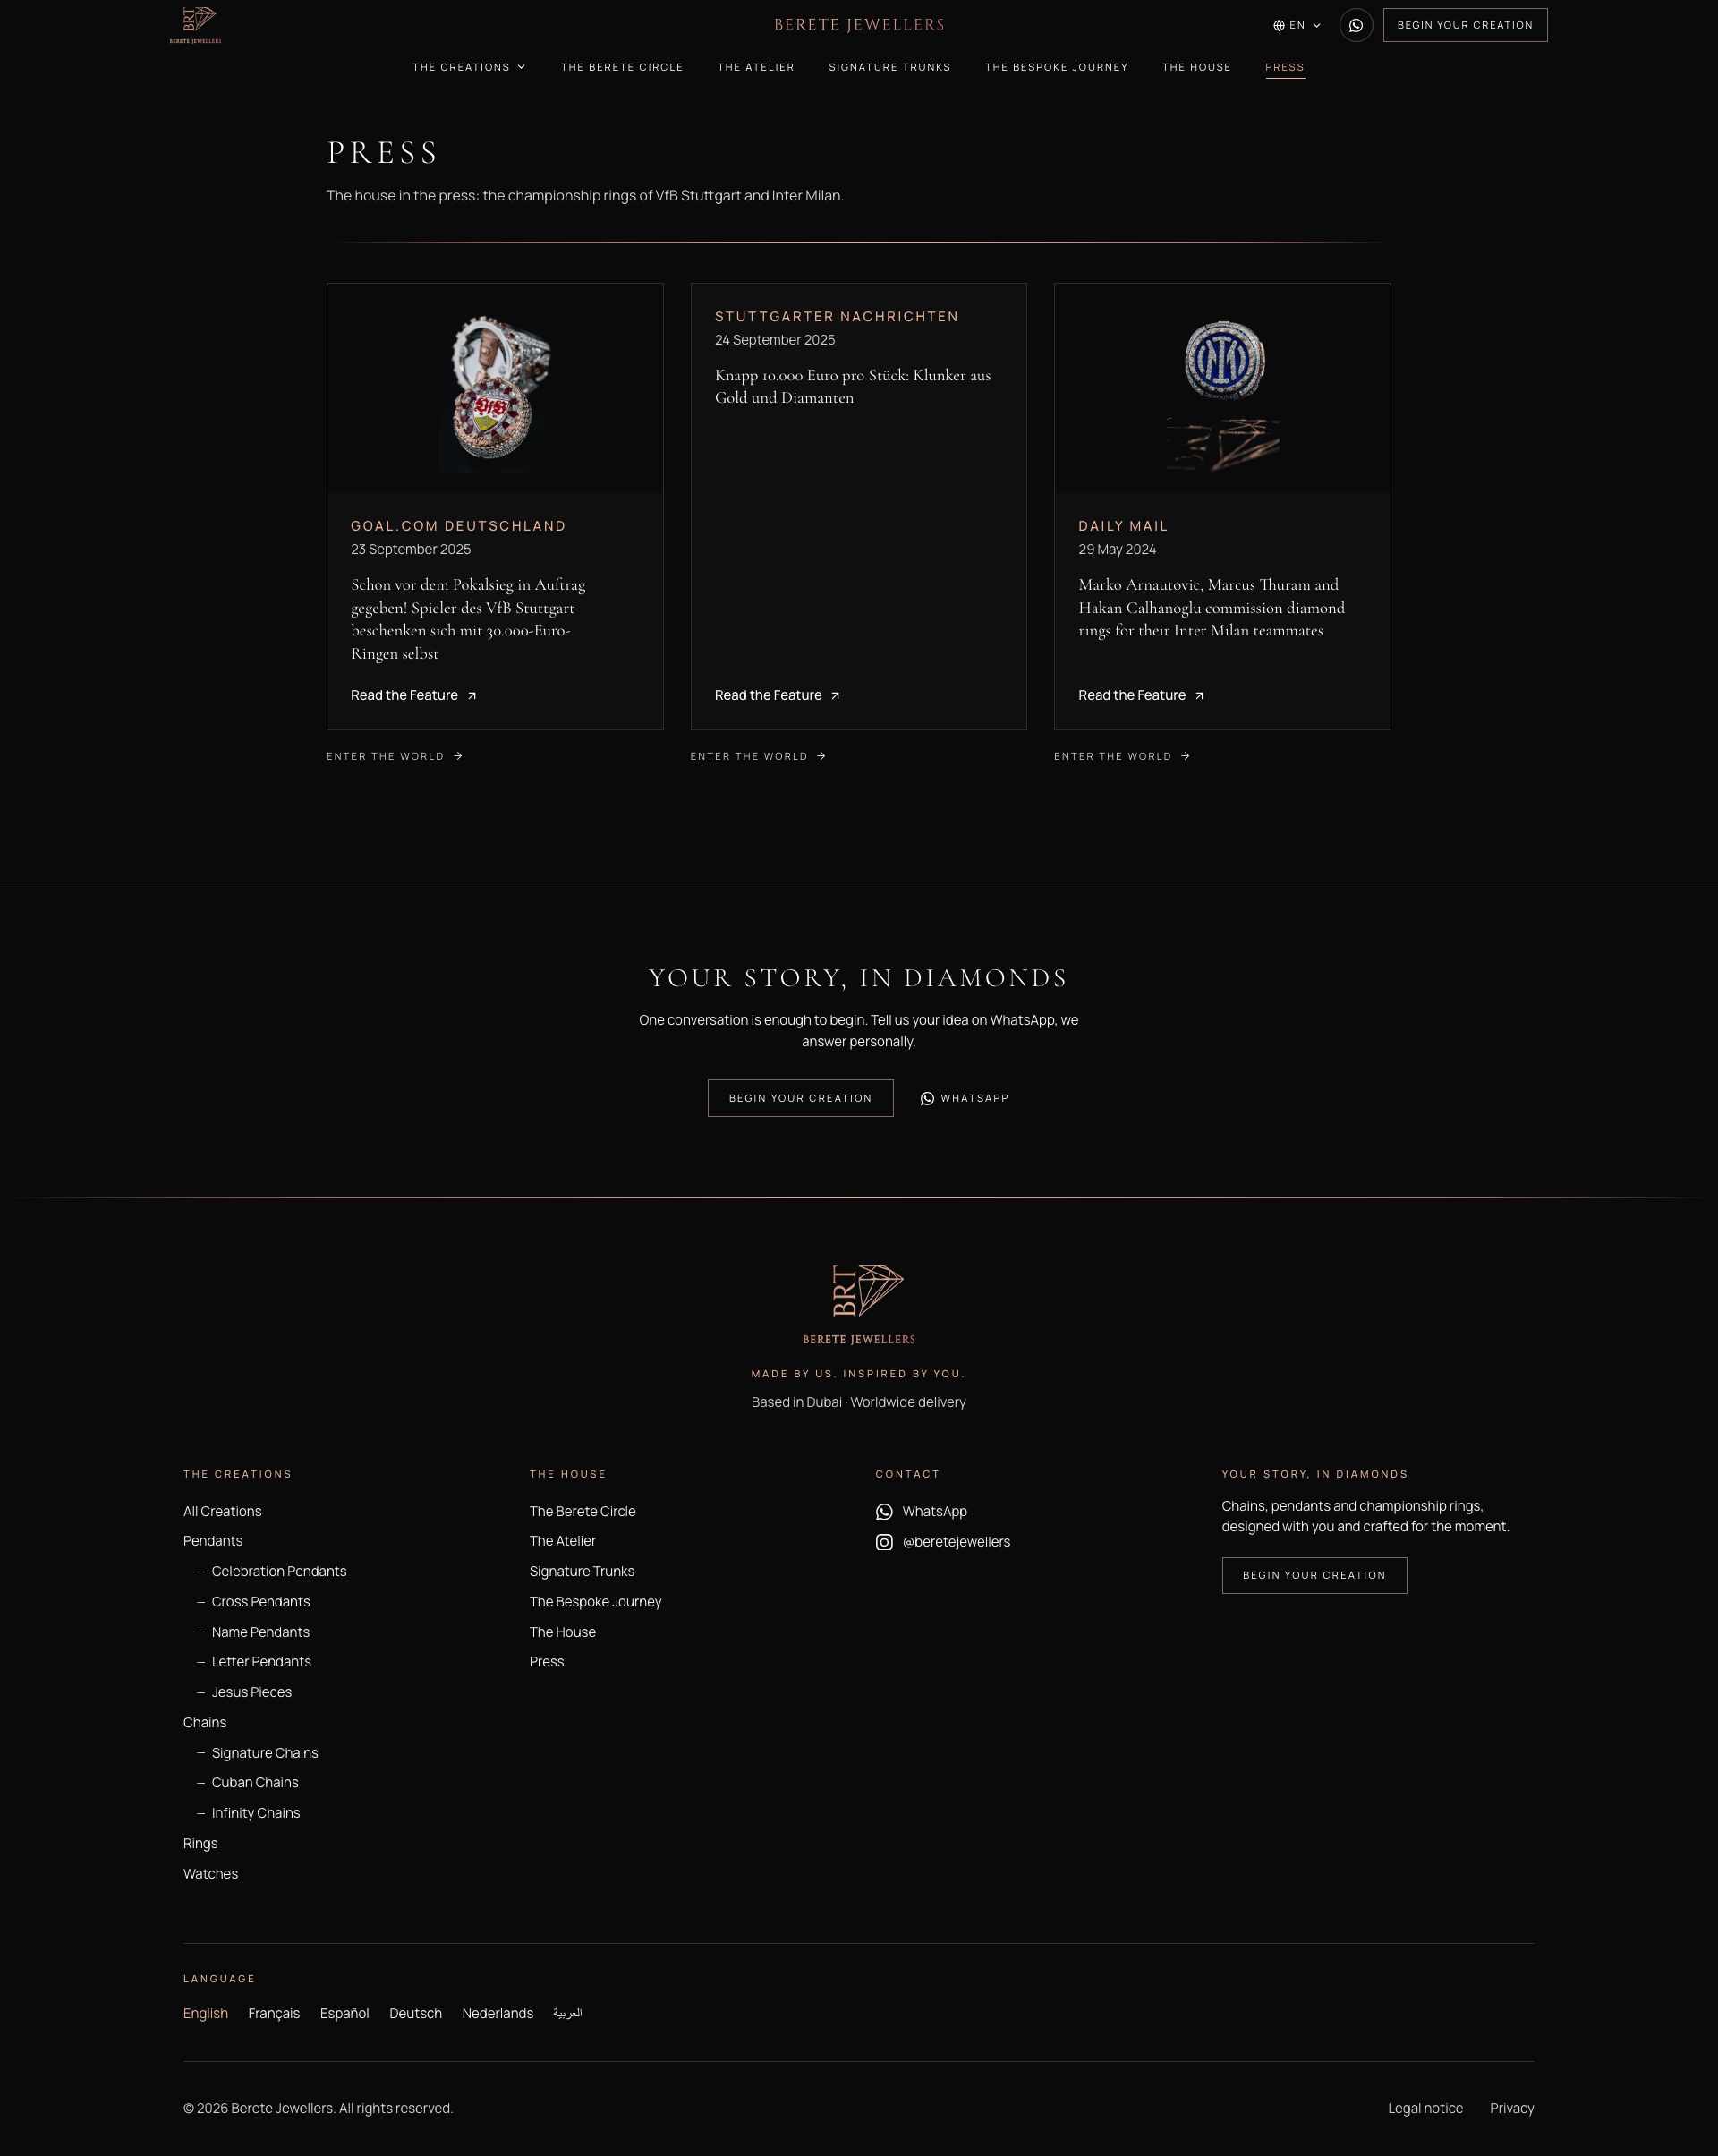 BRT
BERETE JEWELLERS
BERETE JEWELLERS
EN
BEGIN YOUR CREATION
THE CREATIONS
THE BERETE CIRCLE
THE ATELIER
SIGNATURE TRUNKS
THE BESPOKE JOURNEY
THE HOUSE
PRESS
PRESS
The house in the press: the championship rings of VfB Stuttgart and Inter Milan.
VfB
GOAL.COM DEUTSCHLAND
23 September 2025
Schon vor dem Pokalsieg in Auftrag
gegeben! Spieler des VfB Stuttgart
beschenken sich mit 30.000-Euro-
Ringen selbst
Read the Feature
ENTER THE WORLD
STUTTGARTER NACHRICHTEN
24 September 2025
Knapp 10.000 Euro pro Stück: Klunker aus
Gold und Diamanten
Read the Feature
ENTER THE WORLD
DAILY MAIL
29 May 2024
Marko Arnautovic, Marcus Thuram and
Hakan Calhanoglu commission diamond
rings for their Inter Milan teammates
Read the Feature
ENTER THE WORLD
YOUR STORY, IN DIAMONDS
One conversation is enough to begin. Tell us your idea on WhatsApp, we
answer personally.
BEGIN YOUR CREATION
WHATSAPP
BRT
BERETE JEWELLERS
MADE BY US. INSPIRED BY YOU.
Based in Dubai · Worldwide delivery
THE CREATIONS
All Creations
Pendants
— Celebration Pendants
— Cross Pendants
— Name Pendants
— Letter Pendants
— Jesus Pieces
Chains
— Signature Chains
— Cuban Chains
— Infinity Chains
Rings
Watches
THE HOUSE
The Berete Circle
The Atelier
Signature Trunks
The Bespoke Journey
The House
Press
CONTACT
WhatsApp
@beretejewellers
YOUR STORY, IN DIAMONDS
Chains, pendants and championship rings,
designed with you and crafted for the moment.
BEGIN YOUR CREATION
LANGUAGE
English Français Español Deutsch Nederlands العربية
© 2026 Berete Jewellers. All rights reserved.
Legal notice Privacy